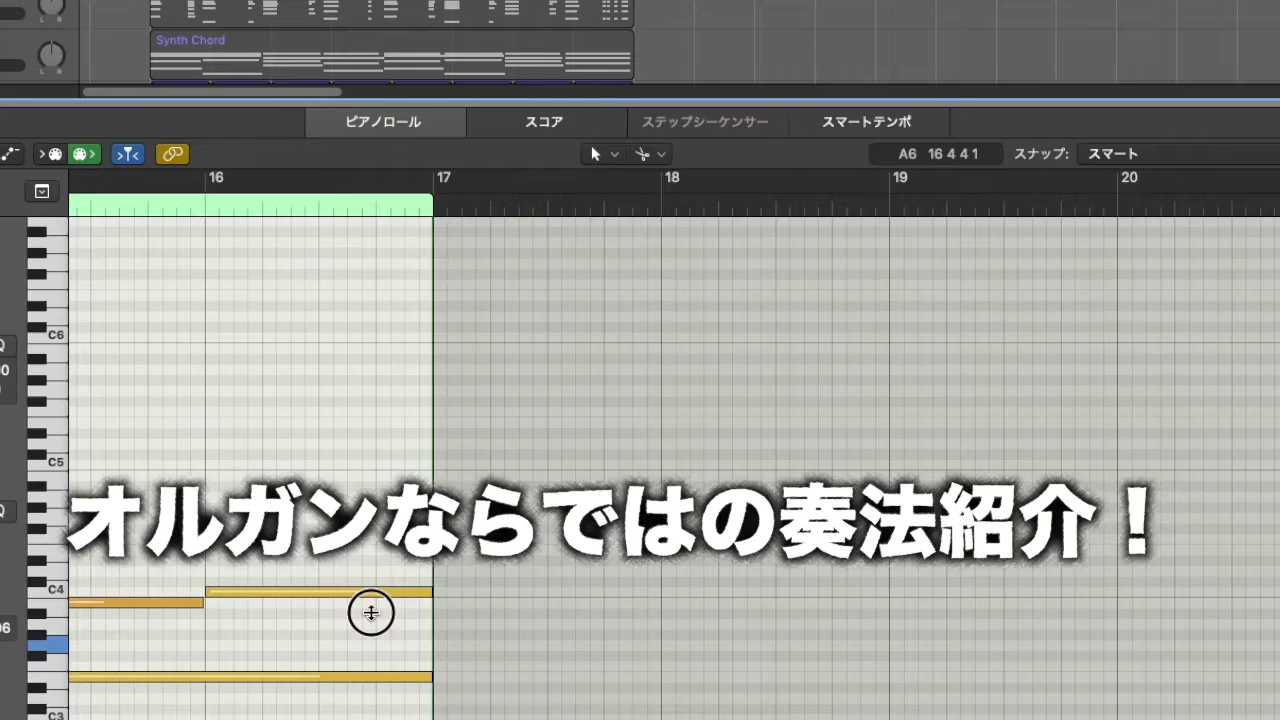 L R
Synth Chord
L R
ピアノロール スコア ステップシーケンサー スマートテンポ
A6 16 4 4 1 スナップ: スマート
16 17 18 19 20
C6
C5
オルガンならではの奏法紹介！
C4
C3